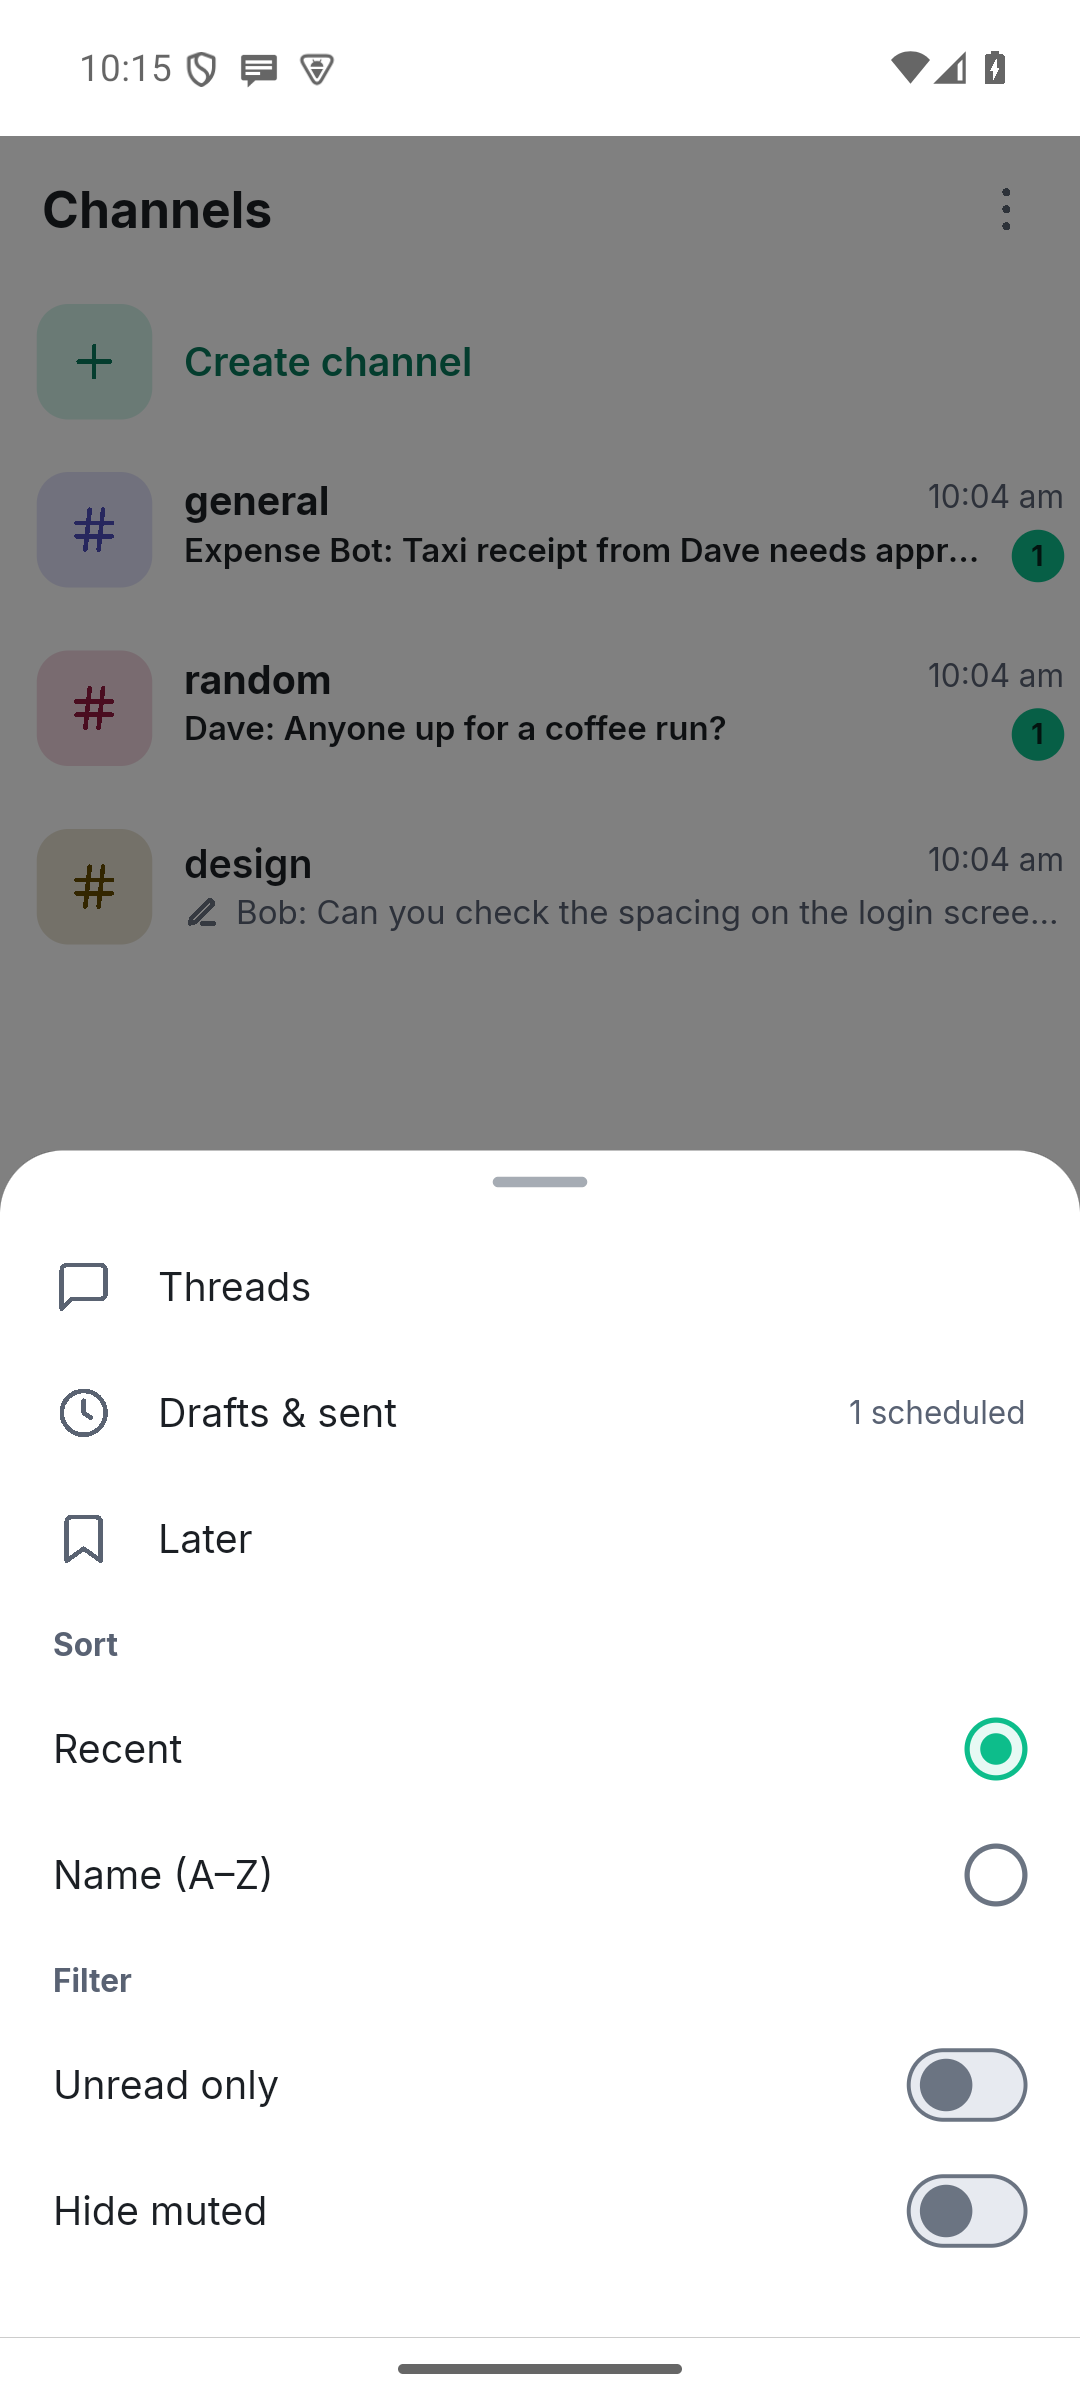 10:15
Channels
Create channel
general
10:04 am
Expense Bot: Taxi receipt from Dave needs appr...
1
random
10:04 am
Dave: Anyone up for a coffee run?
1
design
10:04 am
Bob: Can you check the spacing on the login scree...
Threads
Drafts & sent
1 scheduled
Later
Sort
Recent
Name (A–Z)
Filter
Unread only
Hide muted